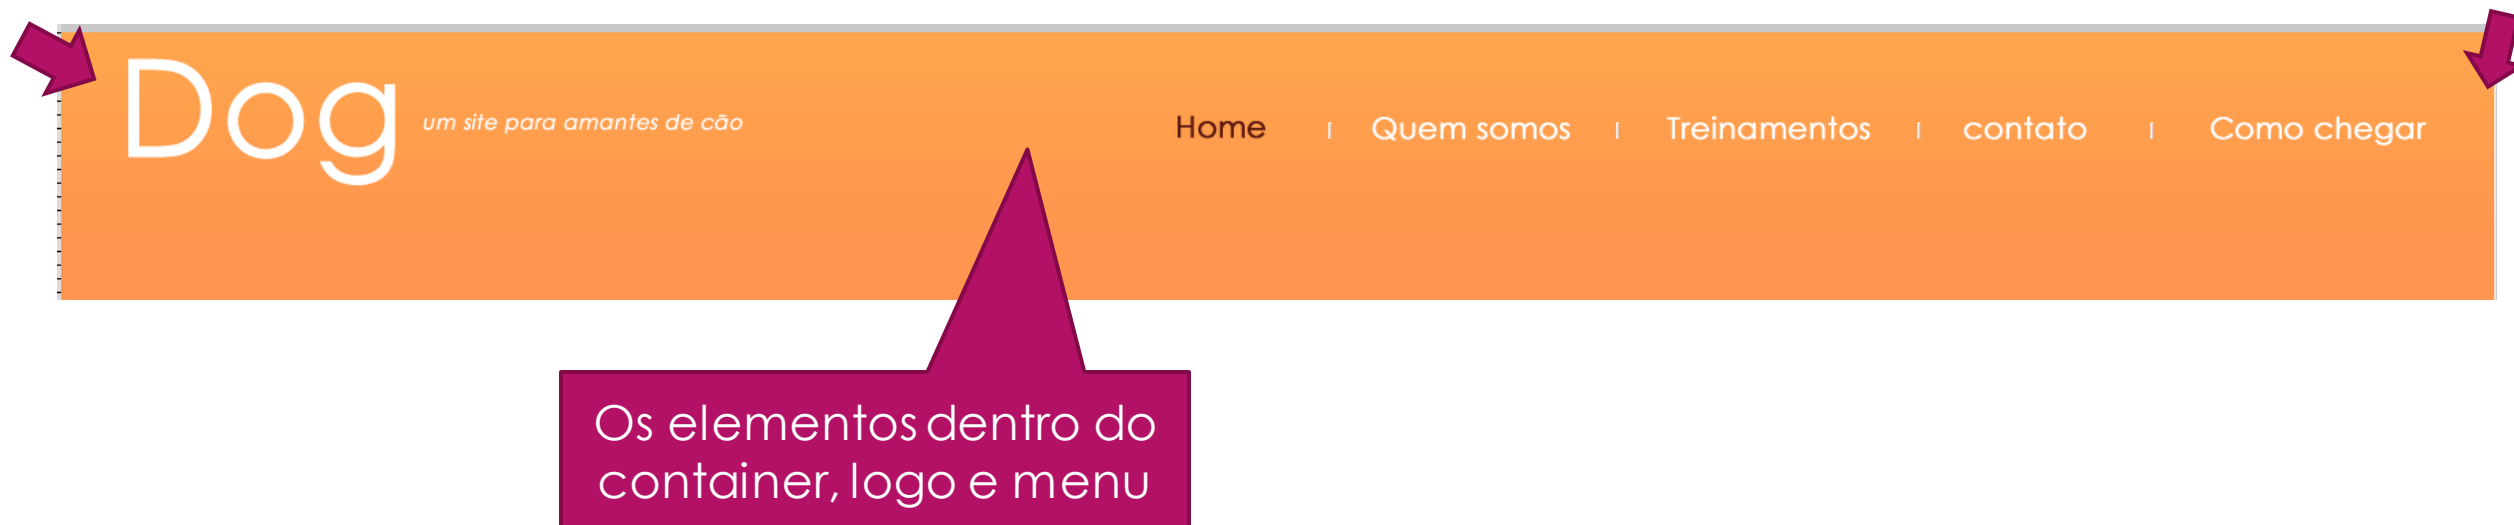 Dog um site para amantes de cão Home Quem somos Treinamentos contato Como chegar
Os elementos dentro do
container, logo e menu